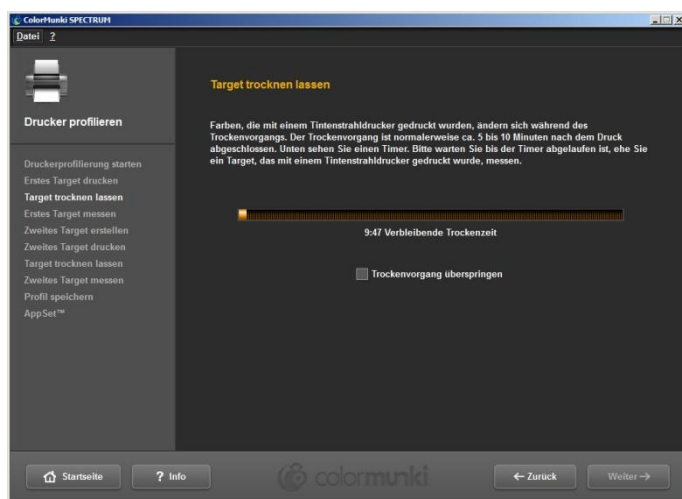 ColorMunki SPECTRUM
Datei ?
Drucker profilieren
Druckerprofilierung starten
Erstes Target drucken
Target trocknen lassen
Erstes Target messen
Zweites Target erstellen
Zweites Target drucken
Target trocknen lassen
Zweites Target messen
Profil speichern
AppSet™
Target trocknen lassen
Farben, die mit einem Tintenstrahldrucker gedruckt wurden, ändern sich während des
Trockenvorgangs. Der Trockenvorgang ist normalerweise ca. 5 bis 10 Minuten nach dem Druck
abgeschlossen. Unten sehen Sie einen Timer. Bitte warten Sie bis der Timer abgelaufen ist, ehe Sie
ein Target, das mit einem Tintenstrahldrucker gedruckt wurde, messen.
9:47 Verbleibende Trockenzeit
Trockenvorgang überspringen
Startseite
? Info
colormunki
← Zurück
Weiter →